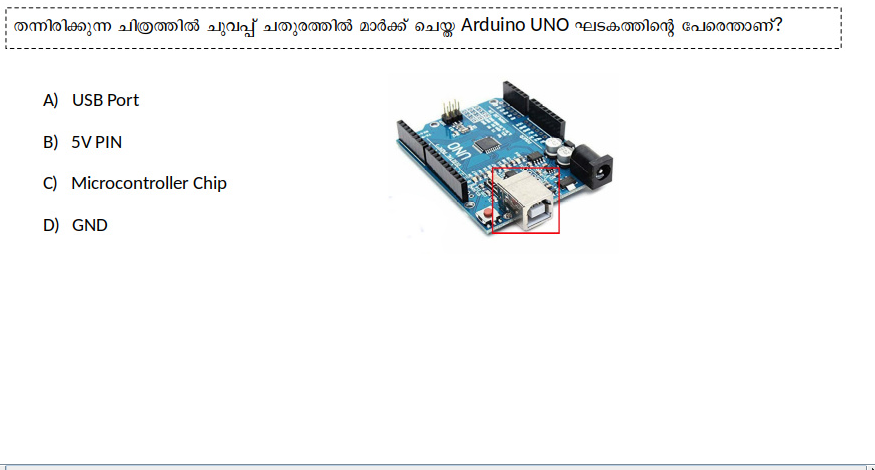 തന്നിരിക്കുന്ന ചിത്രത്തിൽ ചുവപ്പ് ചതുരത്തിൽ മാർക്ക് ചെയ്ത Arduino UNO ഘടകത്തിന്റെ പേരെന്താണ്?
A) USB Port
B) 5V PIN
C) Microcontroller Chip
D) GND
UNO